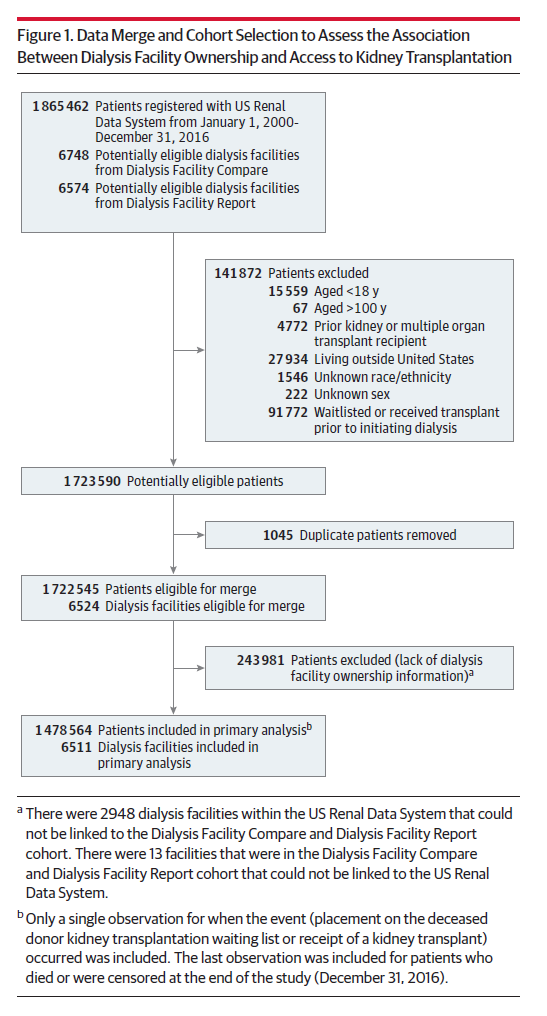 Figure 1. Data Merge and Cohort Selection to Assess the Association
Between Dialysis Facility Ownership and Access to Kidney Transplantation
1 865 462 Patients registered with US Renal
Data System from January 1, 2000-
December 31, 2016
6748 Potentially eligible dialysis facilities
from Dialysis Facility Compare
6574 Potentially eligible dialysis facilities
from Dialysis Facility Report
141 872 Patients excluded
15 559 Aged <18 y
67 Aged >100 y
4772 Prior kidney or multiple organ
transplant recipient
27 934 Living outside United States
1546 Unknown race/ethnicity
222 Unknown sex
91 772 Waitlisted or received transplant
prior to initiating dialysis
1 723 590 Potentially eligible patients
1045 Duplicate patients removed
1 722 545 Patients eligible for merge
6524 Dialysis facilities eligible for merge
243 981 Patients excluded (lack of dialysis
facility ownership information)a
1 478 564 Patients included in primary analysisb
6511 Dialysis facilities included in
primary analysis
a There were 2948 dialysis facilities within the US Renal Data System that could
not be linked to the Dialysis Facility Compare and Dialysis Facility Report
cohort. There were 13 facilities that were in the Dialysis Facility Compare
and Dialysis Facility Report cohort that could not be linked to the US Renal
Data System.
b Only a single observation for when the event (placement on the deceased
donor kidney transplantation waiting list or receipt of a kidney transplant)
occurred was included. The last observation was included for patients who
died or were censored at the end of the study (December 31, 2016).